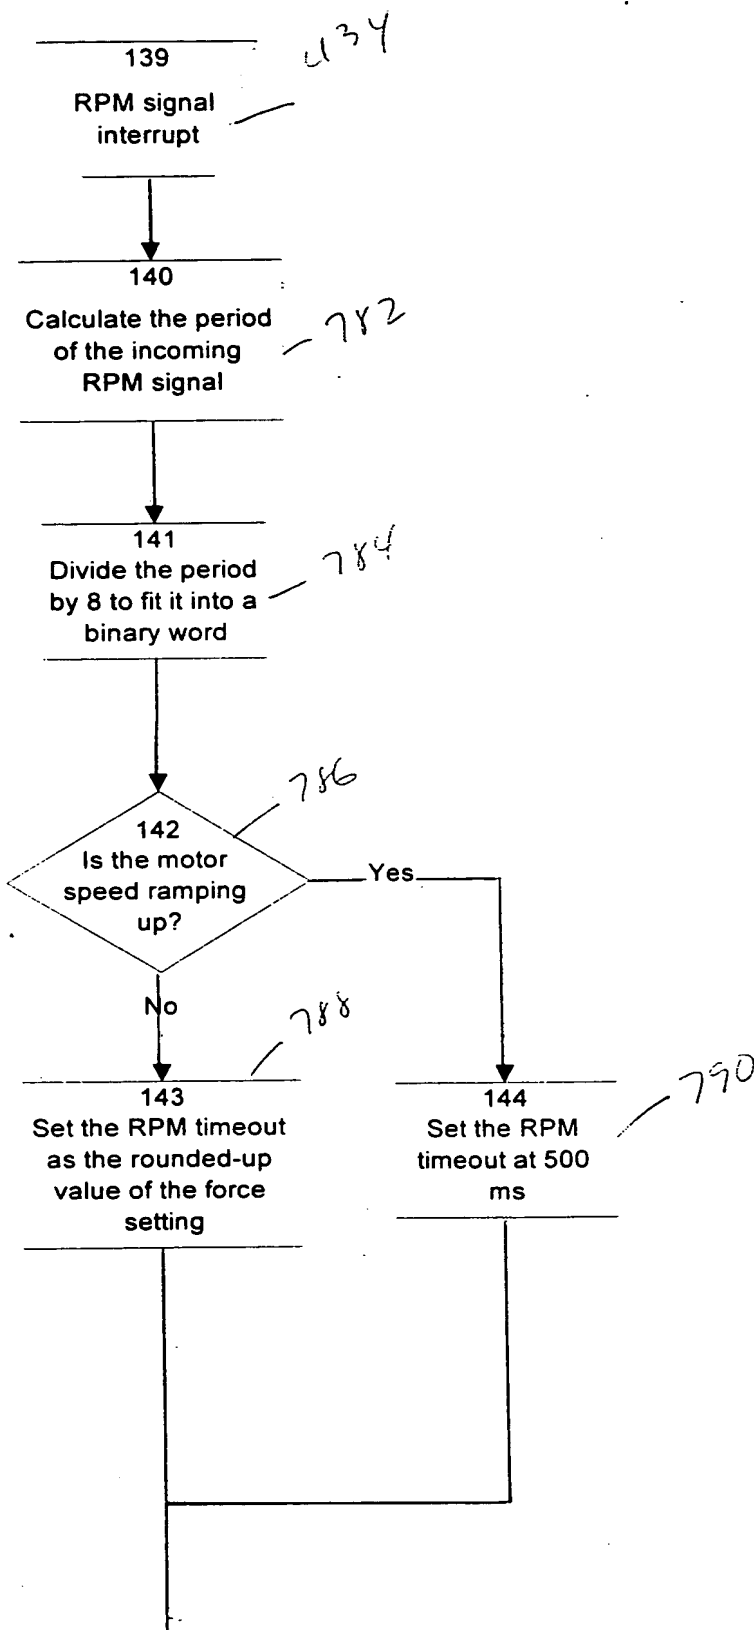 139
434
RPM signal
interrupt
140
Calculate the period
of the incoming
RPM signal
782
141
Divide the period
by 8 to fit it into a
binary word
784
786
142
Is the motor
speed ramping
up?
Yes
No
788
143
Set the RPM timeout
as the rounded-up
value of the force
setting
144
Set the RPM
timeout at 500
ms
790